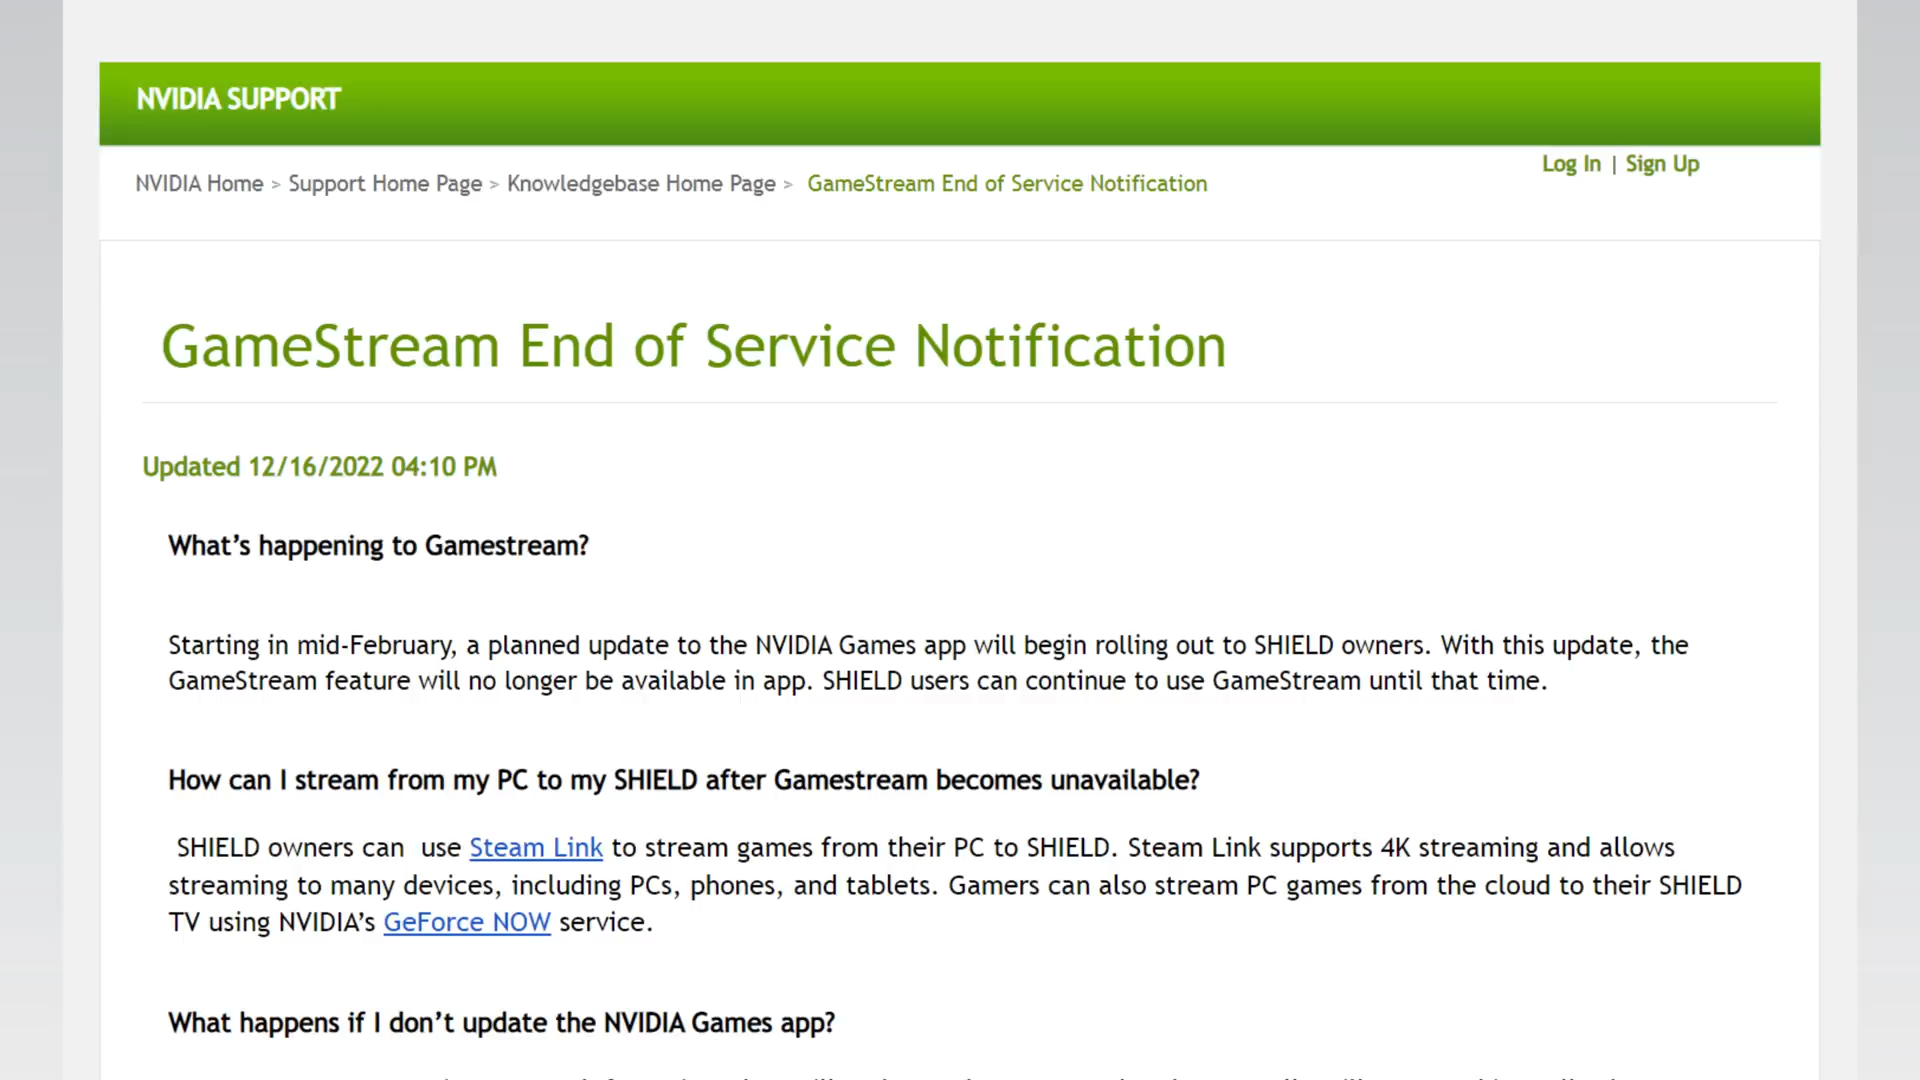 NVIDIA SUPPORT
Log In | Sign Up
NVIDIA Home > Support Home Page > Knowledgebase Home Page > GameStream End of Service Notification
GameStream End of Service Notification
Updated 12/16/2022 04:10 PM
What’s happening to Gamestream?
Starting in mid-February, a planned update to the NVIDIA Games app will begin rolling out to SHIELD owners. With this update, the
GameStream feature will no longer be available in app. SHIELD users can continue to use GameStream until that time.
How can I stream from my PC to my SHIELD after Gamestream becomes unavailable?
SHIELD owners can  use Steam Link to stream games from their PC to SHIELD. Steam Link supports 4K streaming and allows
streaming to many devices, including PCs, phones, and tablets. Gamers can also stream PC games from the cloud to their SHIELD
TV using NVIDIA’s GeForce NOW service.
What happens if I don’t update the NVIDIA Games app?